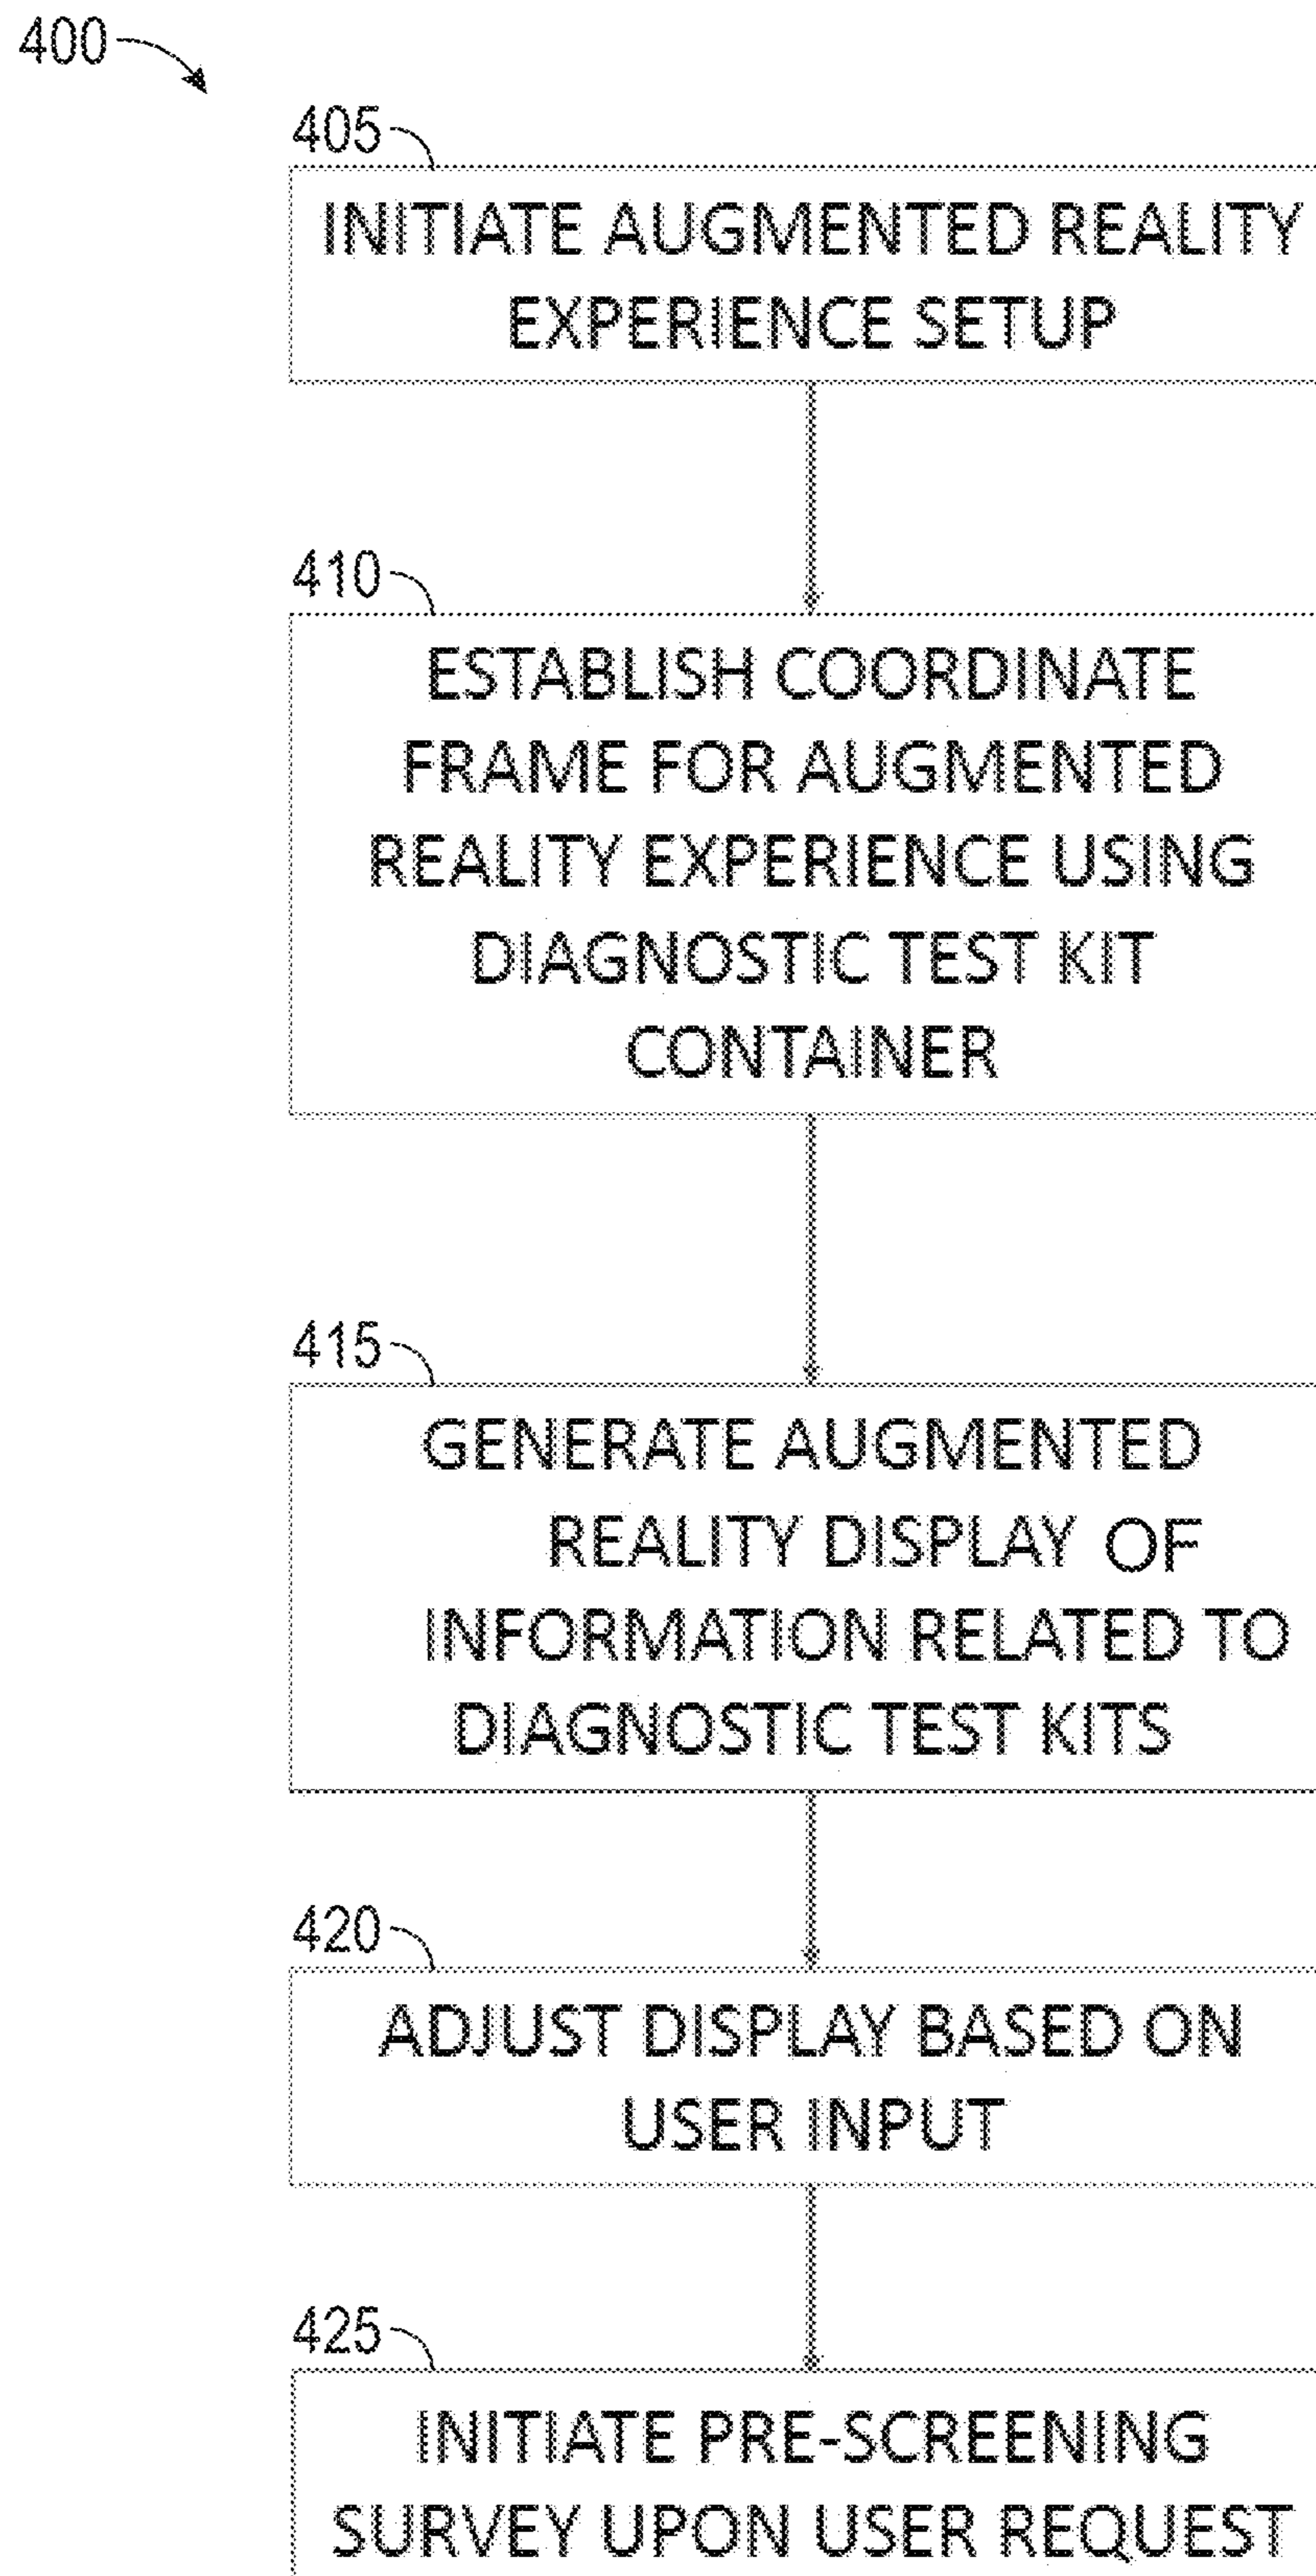 400
405
INITIATE AUGMENTED REALITY
EXPERIENCE SETUP
410
ESTABLISH COORDINATE
FRAME FOR AUGMENTED
REALITY EXPERIENCE USING
DIAGNOSTIC TEST KIT
CONTAINER
415
GENERATE AUGMENTED
REALITY DISPLAY OF
INFORMATION RELATED TO
DIAGNOSTIC TEST KITS
420
ADJUST DISPLAY BASED ON
USER INPUT
425
INITIATE PRE-SCREENING
SURVEY UPON USER REQUEST